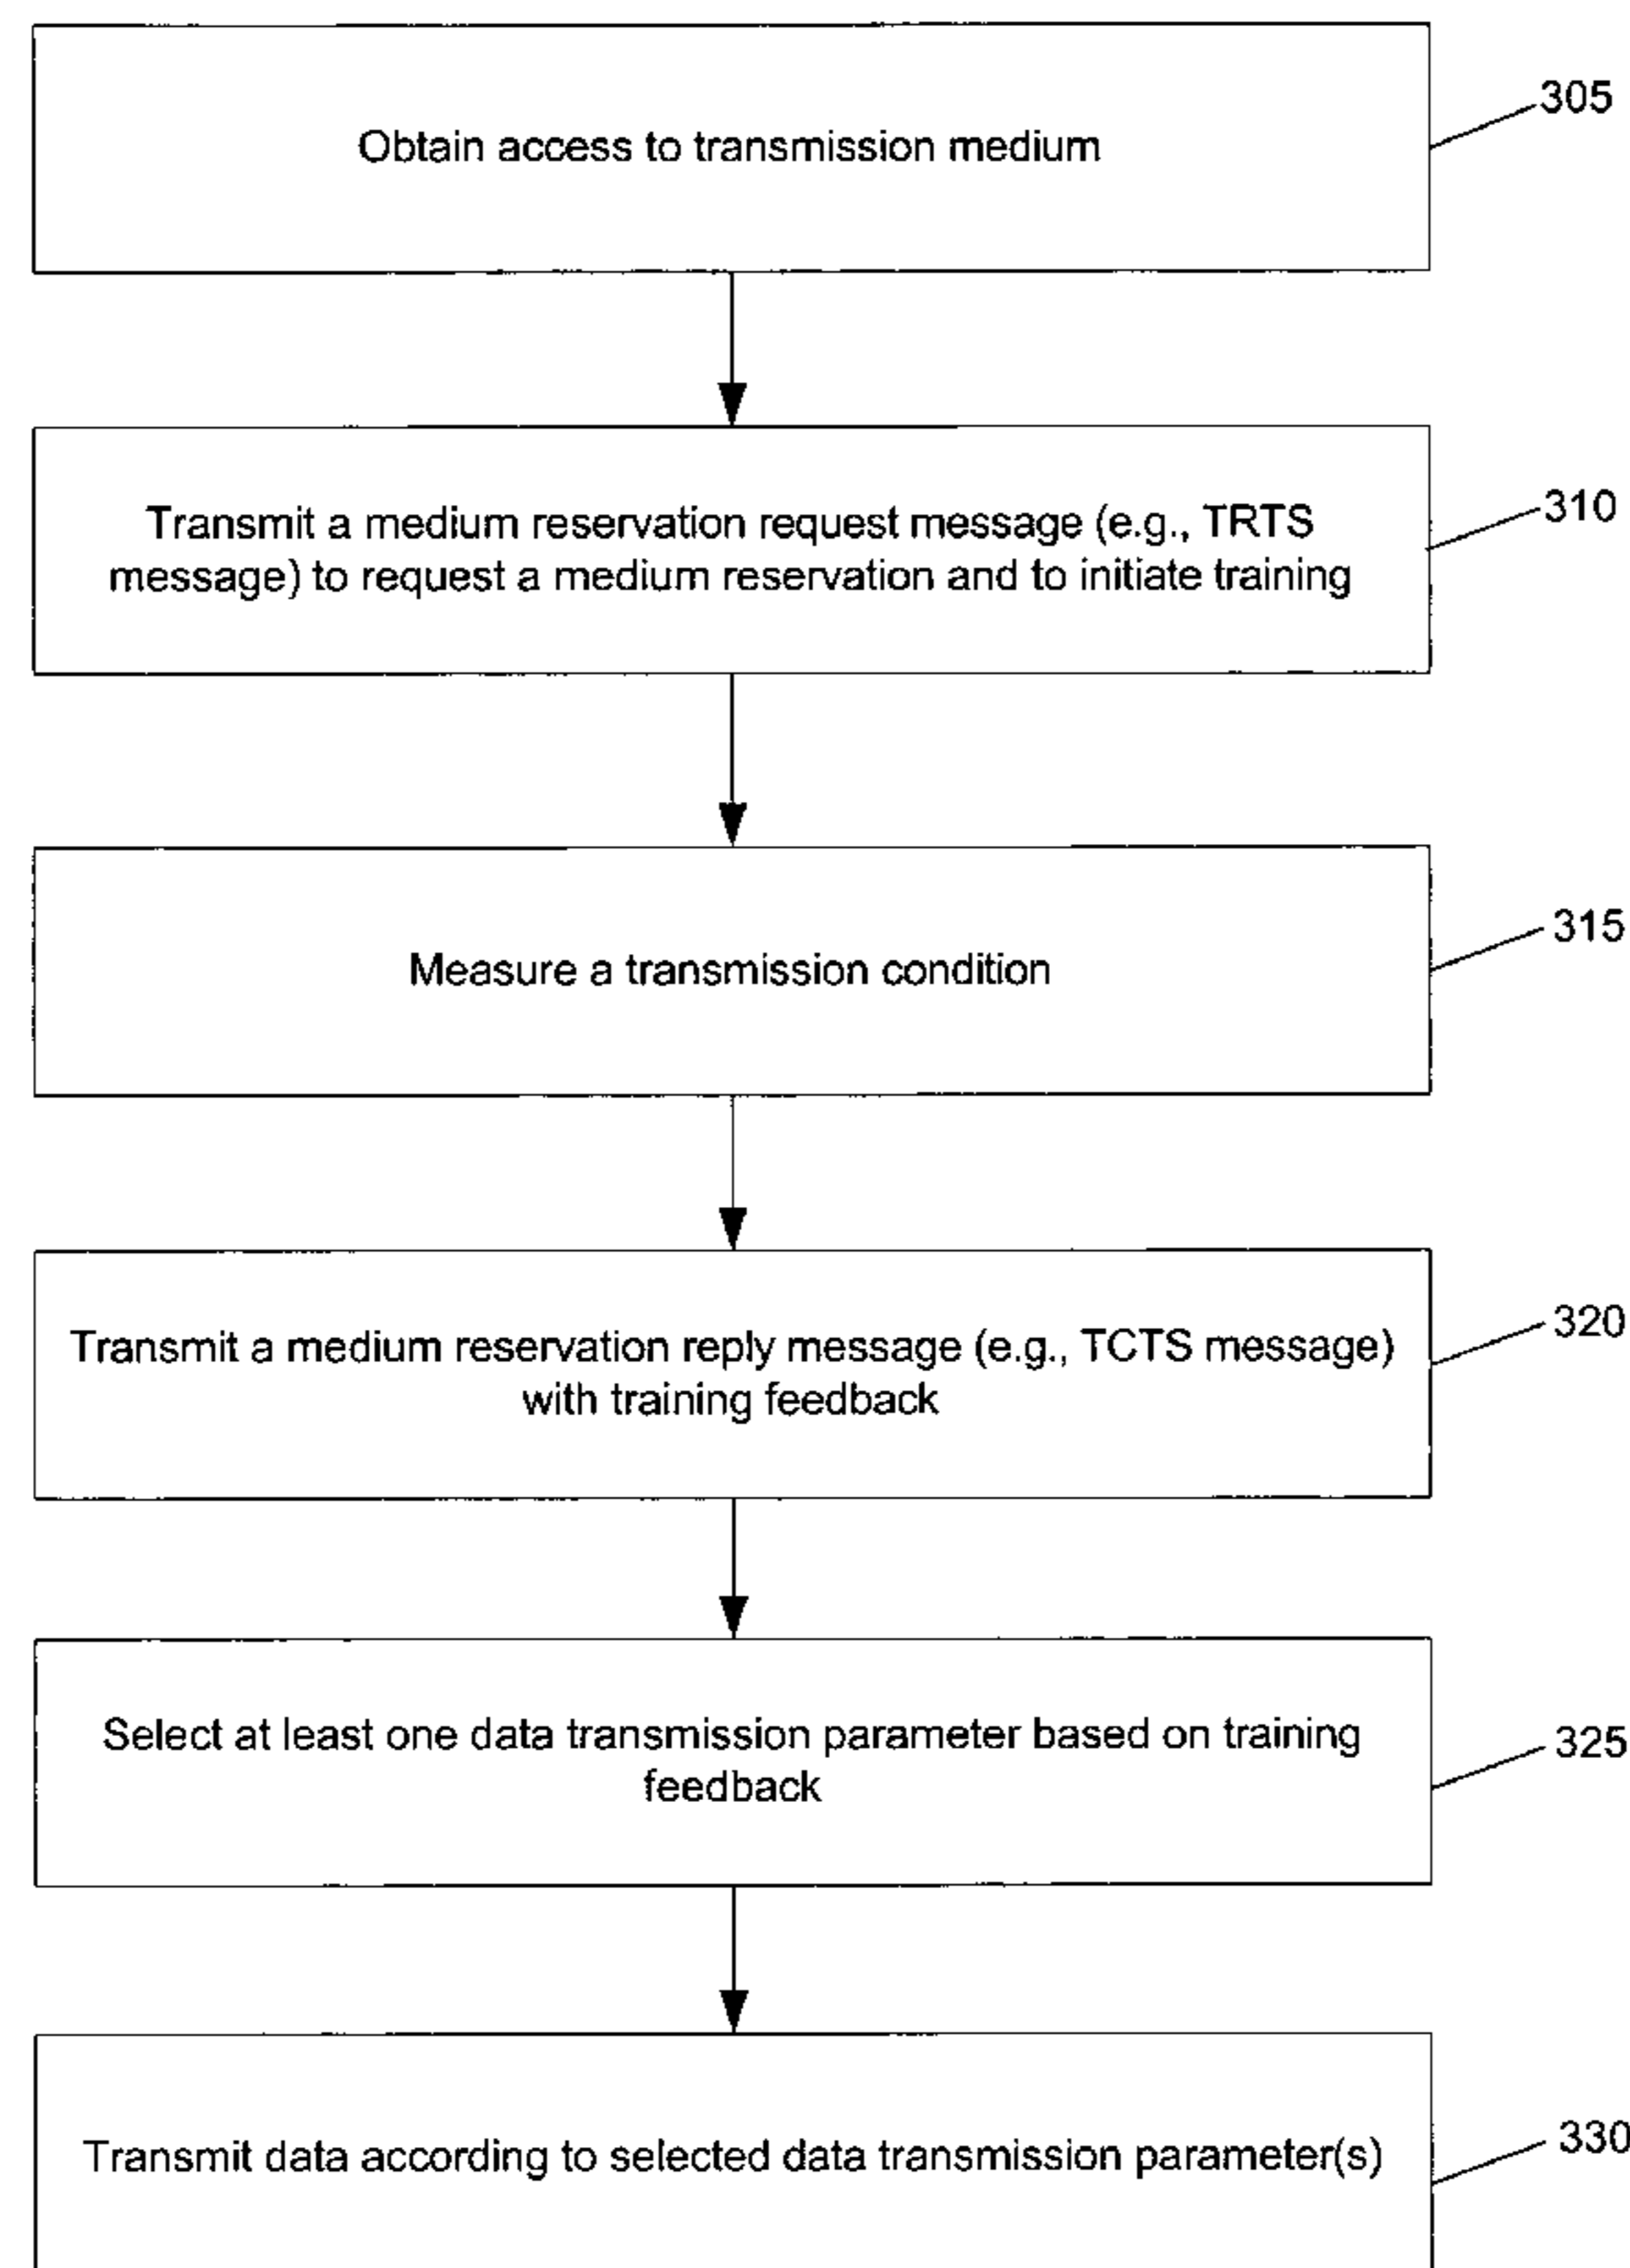 Obtain access to transmission medium
305
Transmit a medium reservation request message (e.g., TRTS
message) to request a medium reservation and to initiate training
310
Measure a transmission condition
315
Transmit a medium reservation reply message (e.g., TCTS message)
with training feedback
320
Select at least one data transmission parameter based on training
feedback
325
Transmit data according to selected data transmission parameter(s)
330